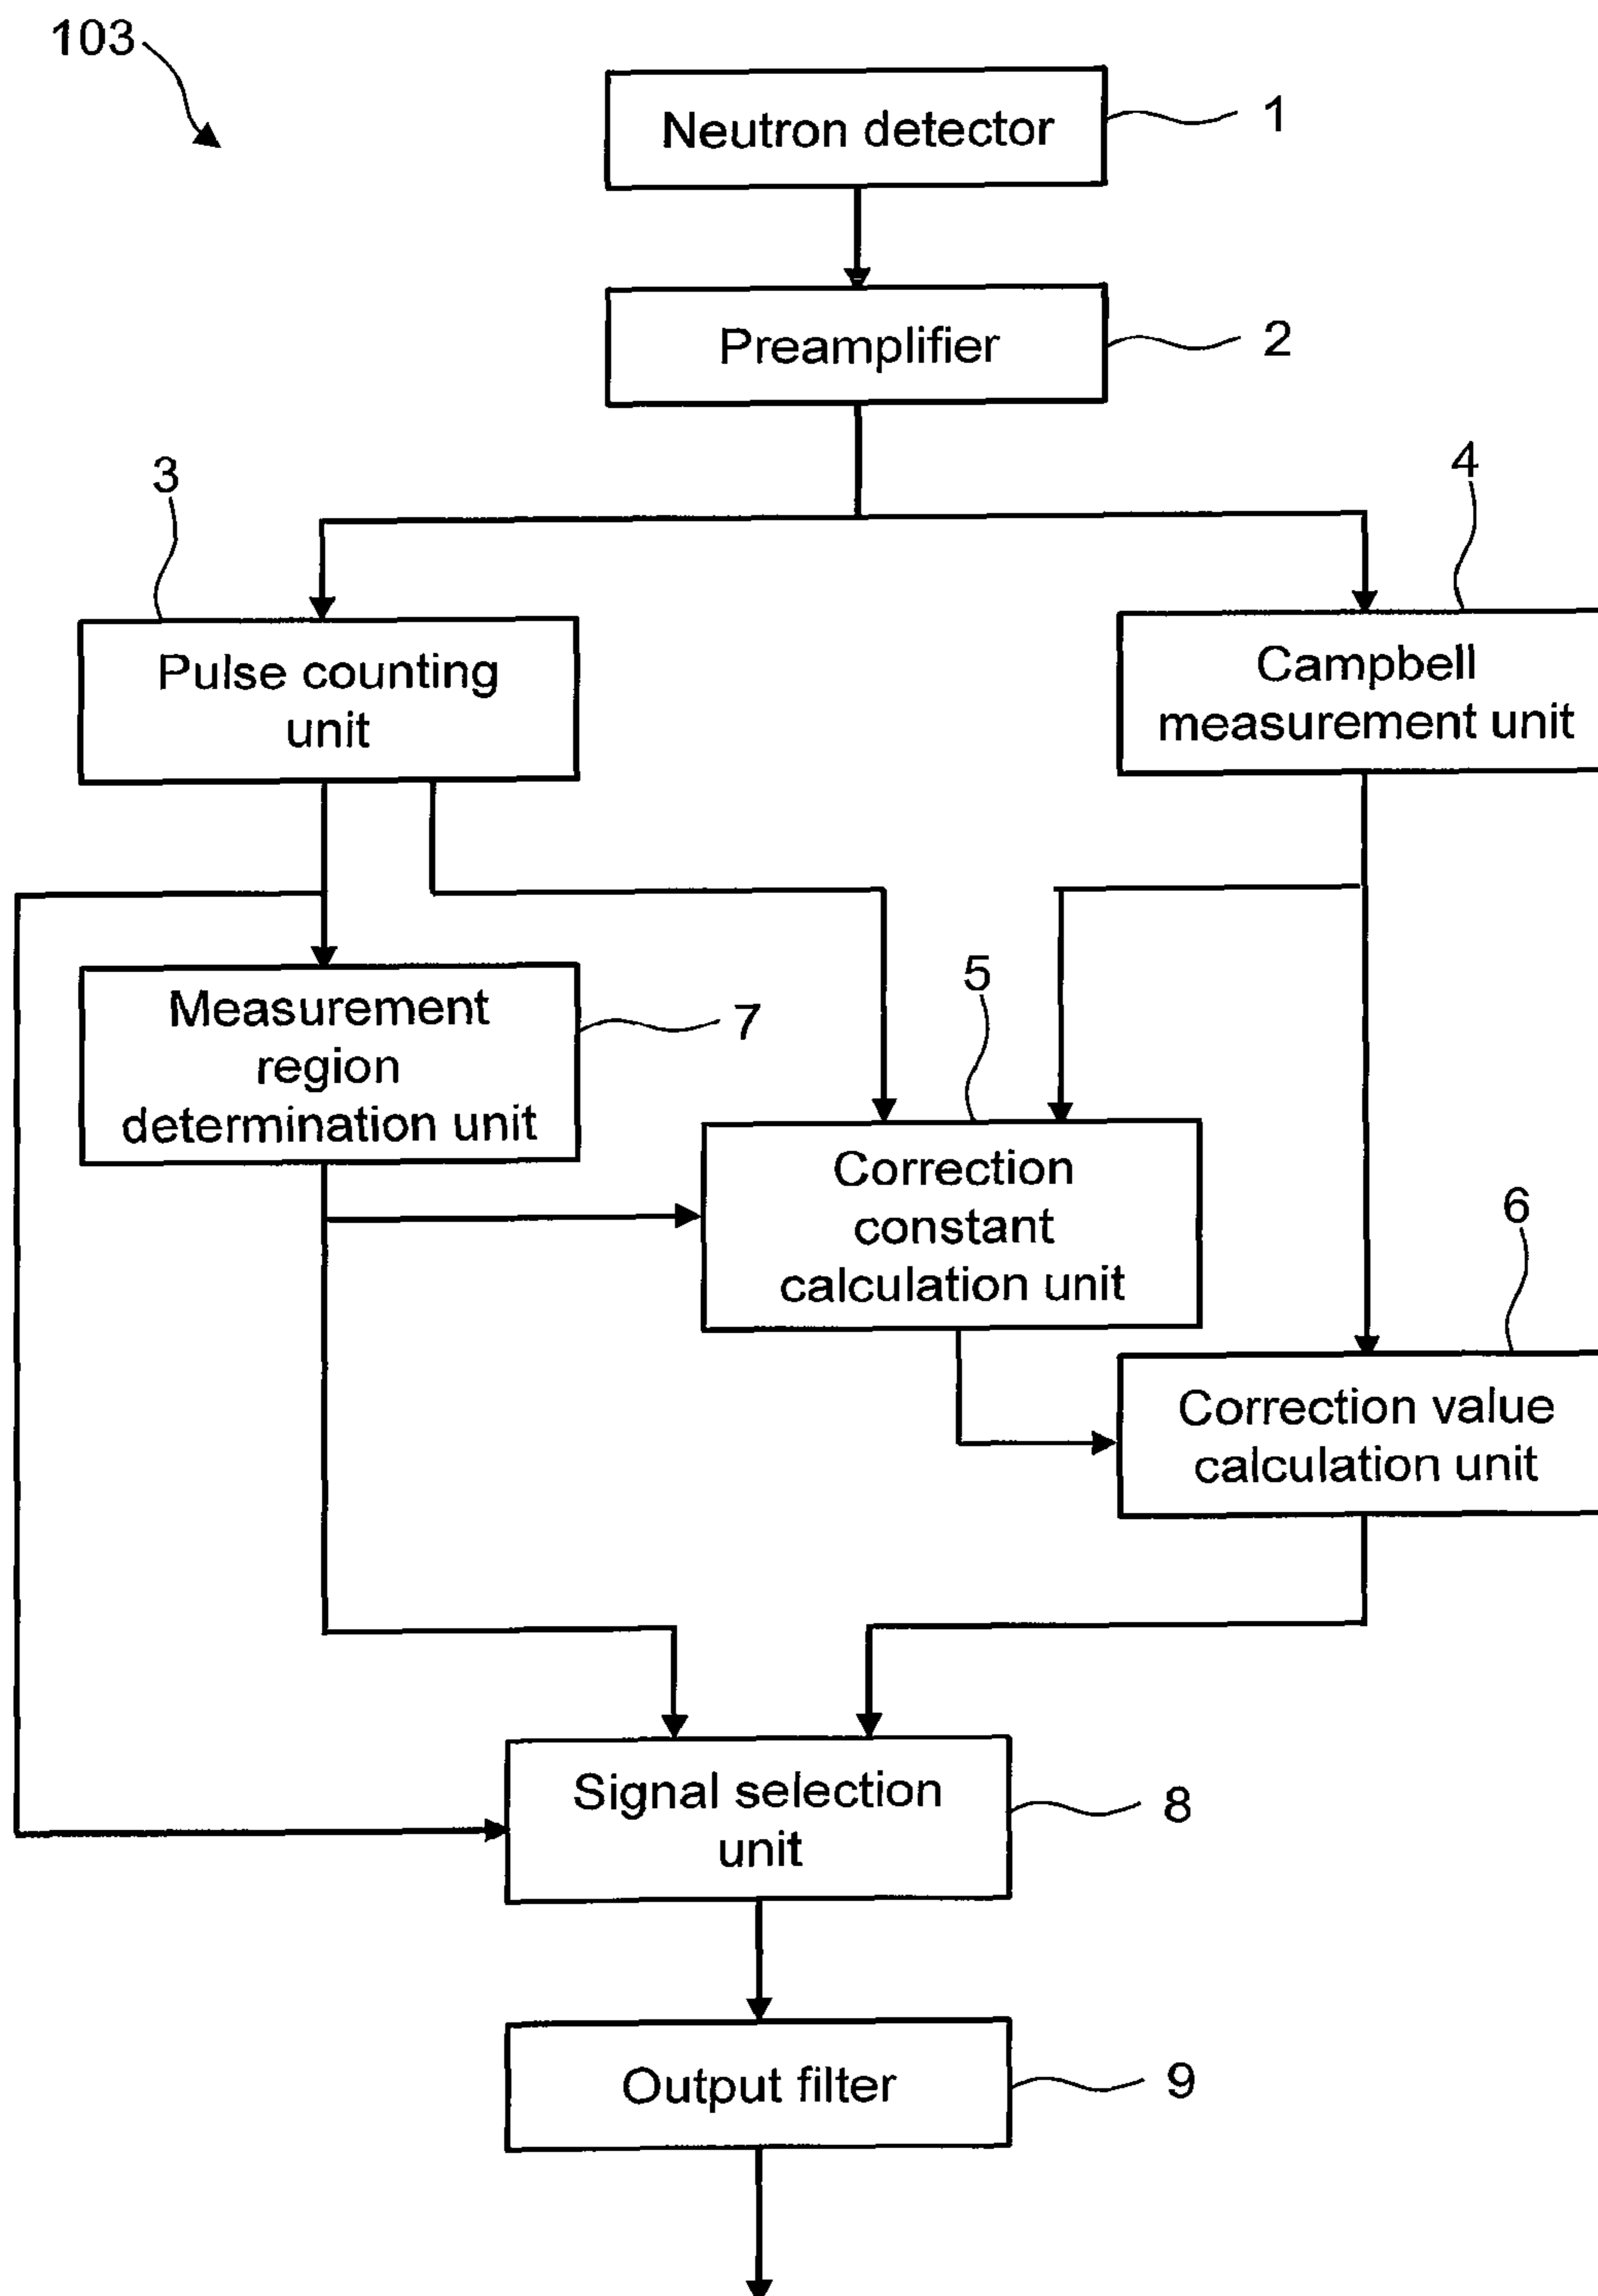 103
Neutron detector
1
Preamplifier
2
3
4
Pulse counting
unit
Campbell
measurement unit
Measurement
region
determination unit
7
5
Correction
constant
calculation unit
6
Correction value
calculation unit
Signal selection
unit
8
Output filter
9